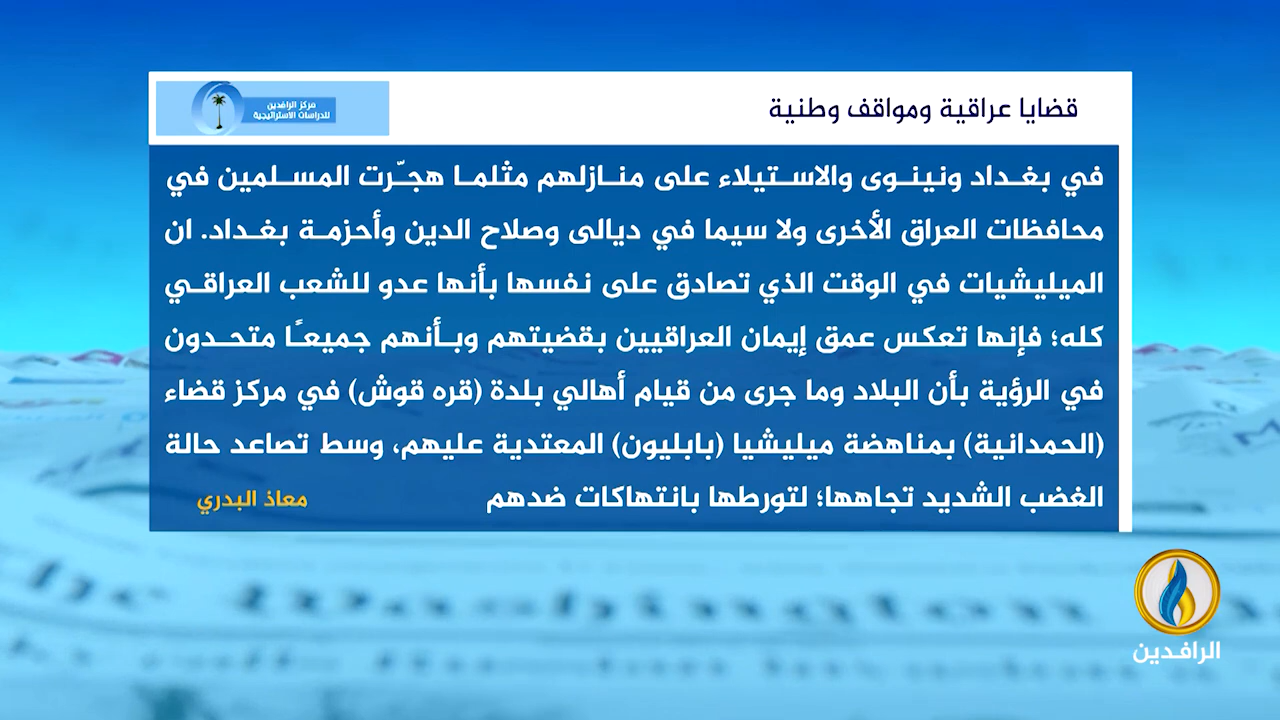 قضايا عراقية ومواقف وطنية
مركز الرافدين
للدراسات الاستراتيجية
في بغداد ونينوى والاستيلاء على منازلهم مثلما هجّرت المسلمين في
محافظات العراق الأخرى ولا سيما في ديالى وصلاح الدين وأحزمة بغداد. ان
الميليشيات في الوقت الذي تصادق على نفسها بأنها عدو للشعب العراقي
كله؛ فإنها تعكس عمق إيمان العراقيين بقضيتهم وبأنهم جميعًا متحدون
في الرؤية بأن البلاد وما جرى من قيام أهالي بلدة (قره قوش) في مركز قضاء
(الحمدانية) بمناهضة ميليشيا (بابليون) المعتدية عليهم، وسط تصاعد حالة
الغضب الشديد تجاهها؛ لتورطها بانتهاكات ضدهم
معاذ البدري
الرافدين